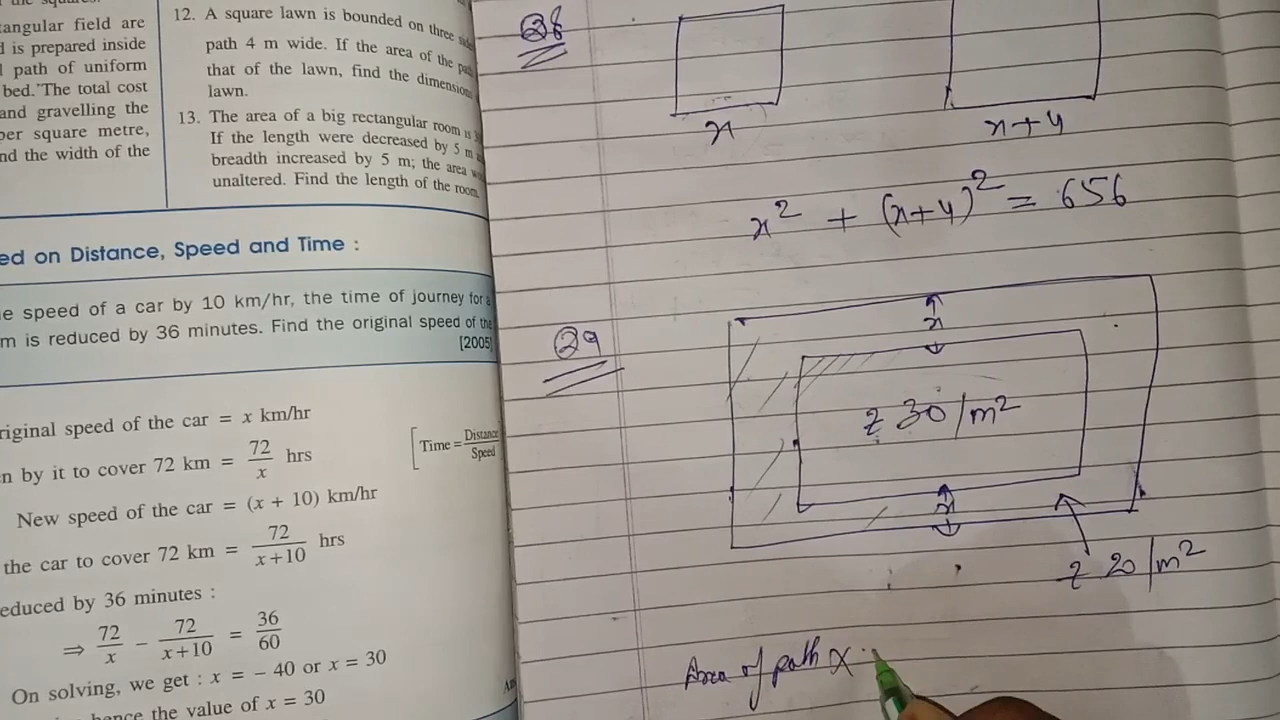 angular field are
d is prepared inside
l path of uniform
bed. The total cost
and gravelling the
per square metre,
nd the width of the
12. A square lawn is bounded on three sides
path 4 m wide. If the area of the path
that of the lawn, find the dimensions
lawn.
13. The area of a big rectangular room is
If the length were decreased by 5 m
breadth increased by 5 m; the area
unaltered. Find the length of the room
ed on Distance, Speed and Time :
e speed of a car by 10 km/hr, the time of journey for a
m is reduced by 36 minutes. Find the original speed of the
[2005]
riginal speed of the car = x km/hr
n by it to cover 72 km = 72/x hrs
[Time = Distance/Speed
New speed of the car = (x + 10) km/hr
the car to cover 72 km = 72/x+10 hrs
educed by 36 minutes :
⇒ 72/x - 72/x+10 = 36/60
On solving, we get : x = - 40 or x = 30
hence the value of x = 30
An
28
x
x+4
x² + (x+4)² = 656
29
x
₹ 30/m²
x
₹ 20/m²
Area of path ×